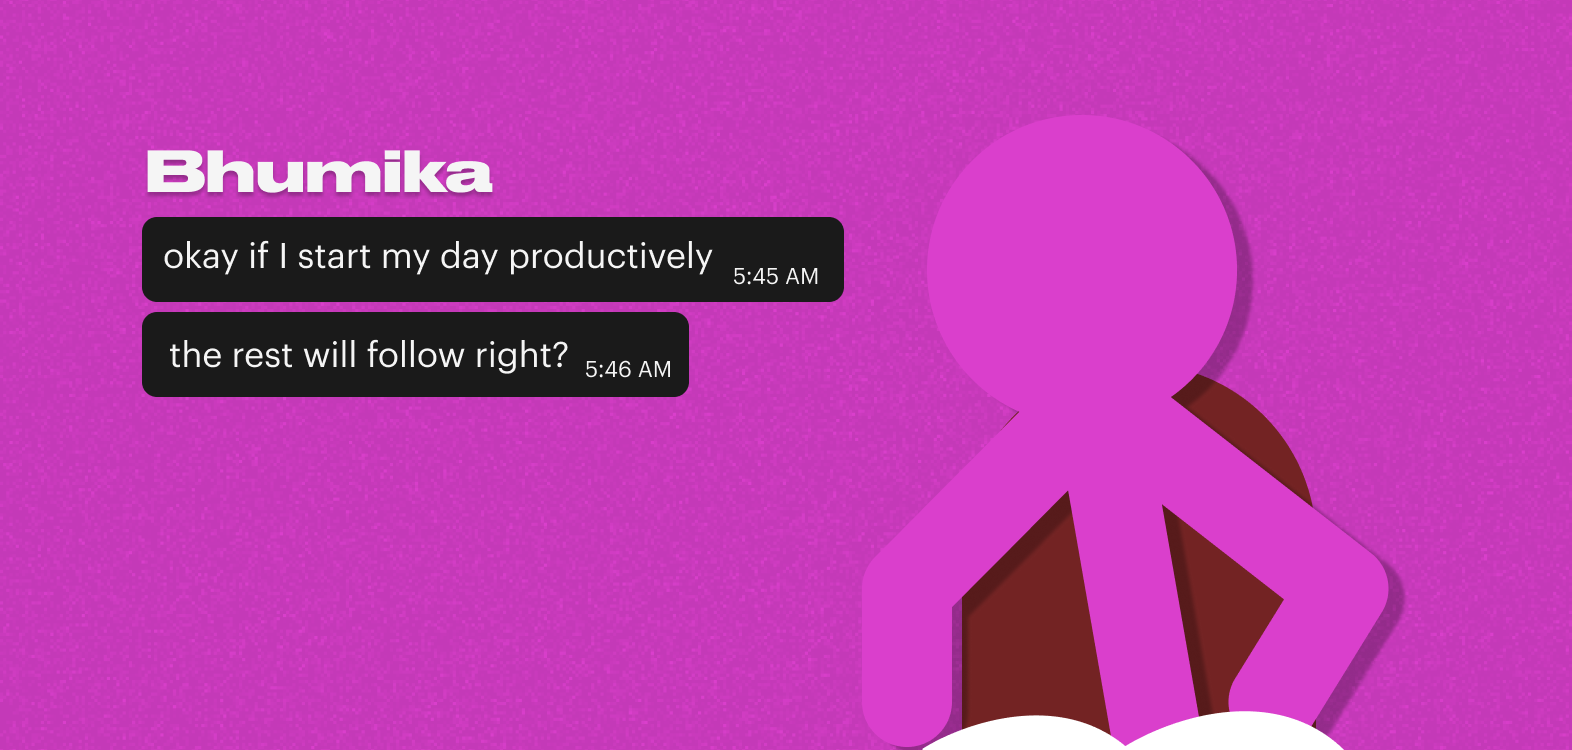 Bhumika
okay if I start my day productively
5:45 AM
the rest will follow right?
5:46 AM